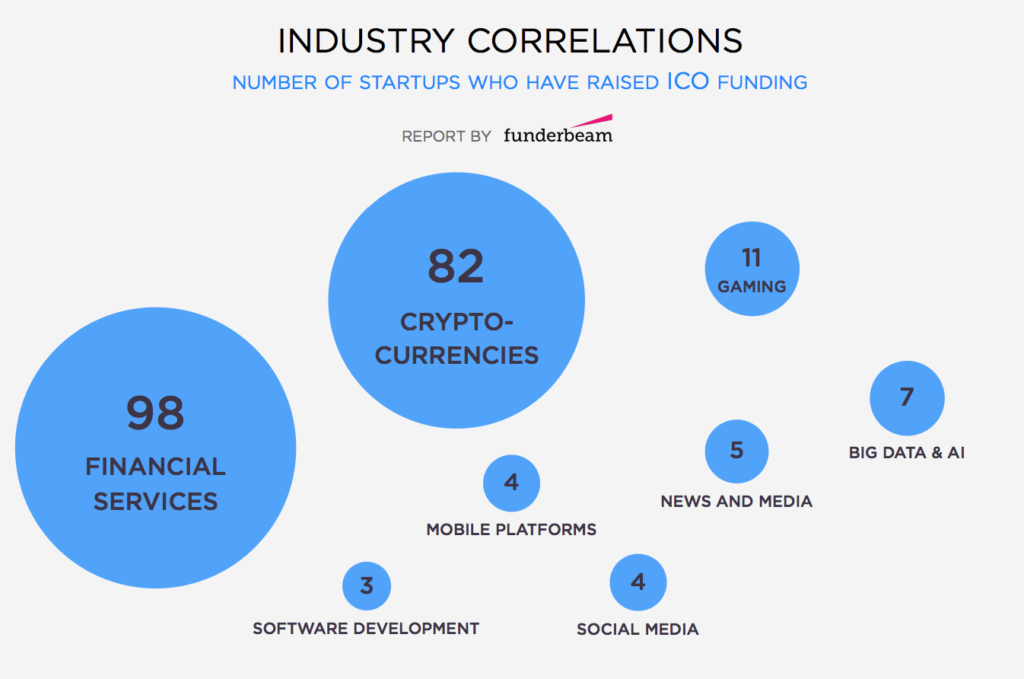 INDUSTRY CORRELATIONS
NUMBER OF STARTUPS WHO HAVE RAISED ICO FUNDING
REPORT BY funderbeam
82
CRYPTO-
CURRENCIES
11
GAMING
98
FINANCIAL
SERVICES
7
BIG DATA & AI
5
NEWS AND MEDIA
4
MOBILE PLATFORMS
3
SOFTWARE DEVELOPMENT
4
SOCIAL MEDIA